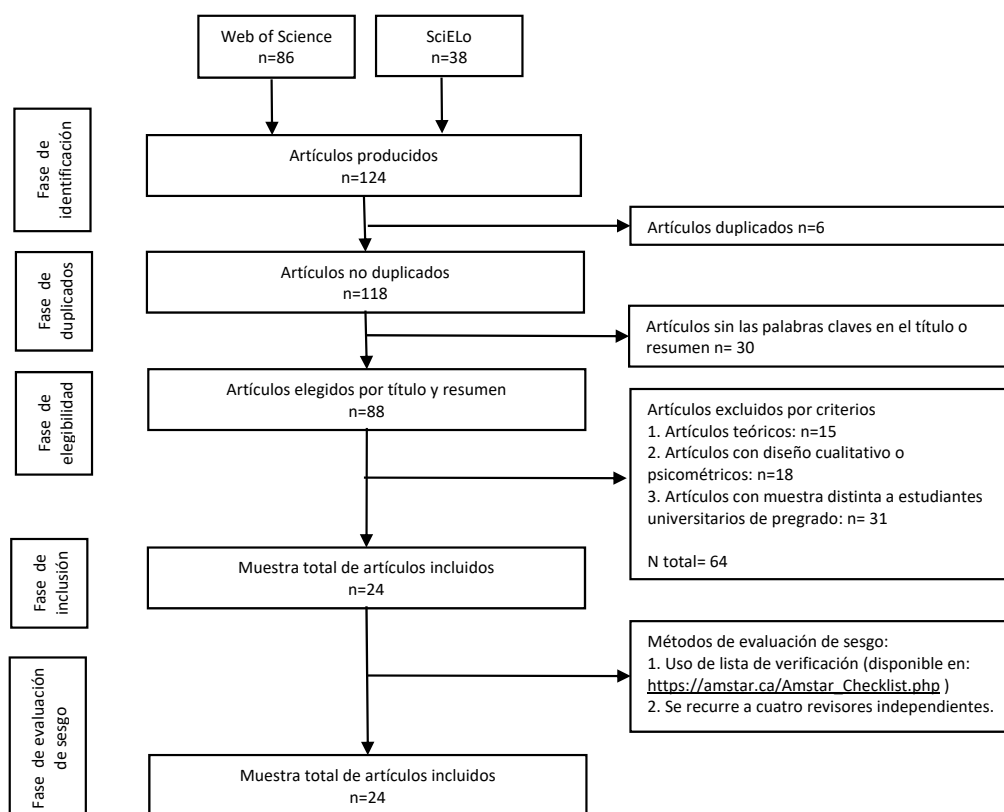 Web of Science
n=86
SciELo
n=38
Fase de
identificación
Artículos producidos
n=124
Artículos duplicados n=6
Fase de
duplicados
Artículos no duplicados
n=118
Artículos sin las palabras claves en el título o
resumen n= 30
Fase de
elegibilidad
Artículos elegidos por título y resumen
n=88
Artículos excluidos por criterios
1. Artículos teóricos: n=15
2. Artículos con diseño cualitativo o
psicométricos: n=18
3. Artículos con muestra distinta a estudiantes
universitarios de pregrado: n= 31
N total= 64
Fase de
inclusión
Muestra total de artículos incluidos
n=24
Métodos de evaluación de sesgo:
1. Uso de lista de verificación (disponible en:
https://amstar.ca/Amstar_Checklist.php )
2. Se recurre a cuatro revisores independientes.
Fase de evaluación
de sesgo
Muestra total de artículos incluidos
n=24